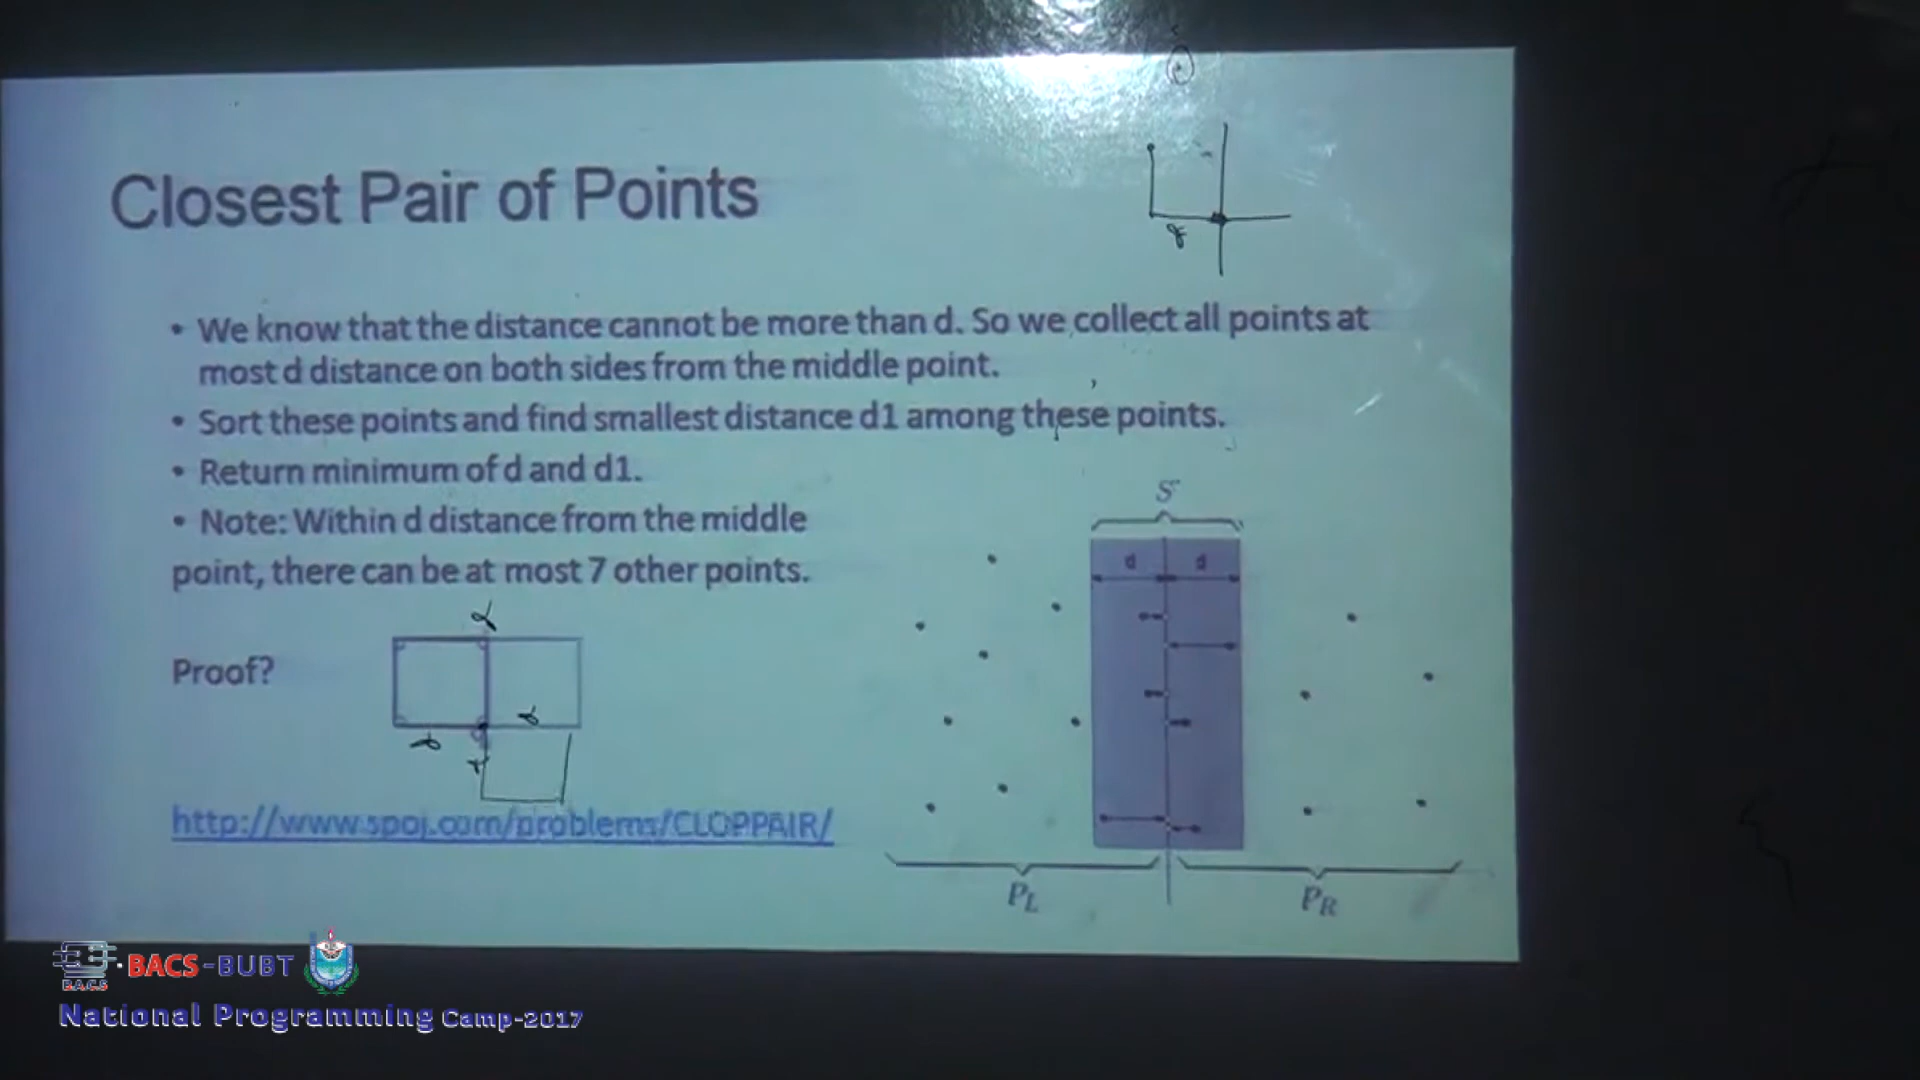 Closest Pair of Points
• We know that the distance cannot be more than d. So we collect all points at
most d distance on both sides from the middle point.
• Sort these points and find smallest distance d1 among these points.
• Return minimum of d and d1.
• Note: Within d distance from the middle
point, there can be at most 7 other points.
Proof?
d
d
d
http://www.spoj.com/problems/CLOPPAIR/
S
d d
PL PR
B.A.C.S
BACS-BUBT
National Programming Camp-2017